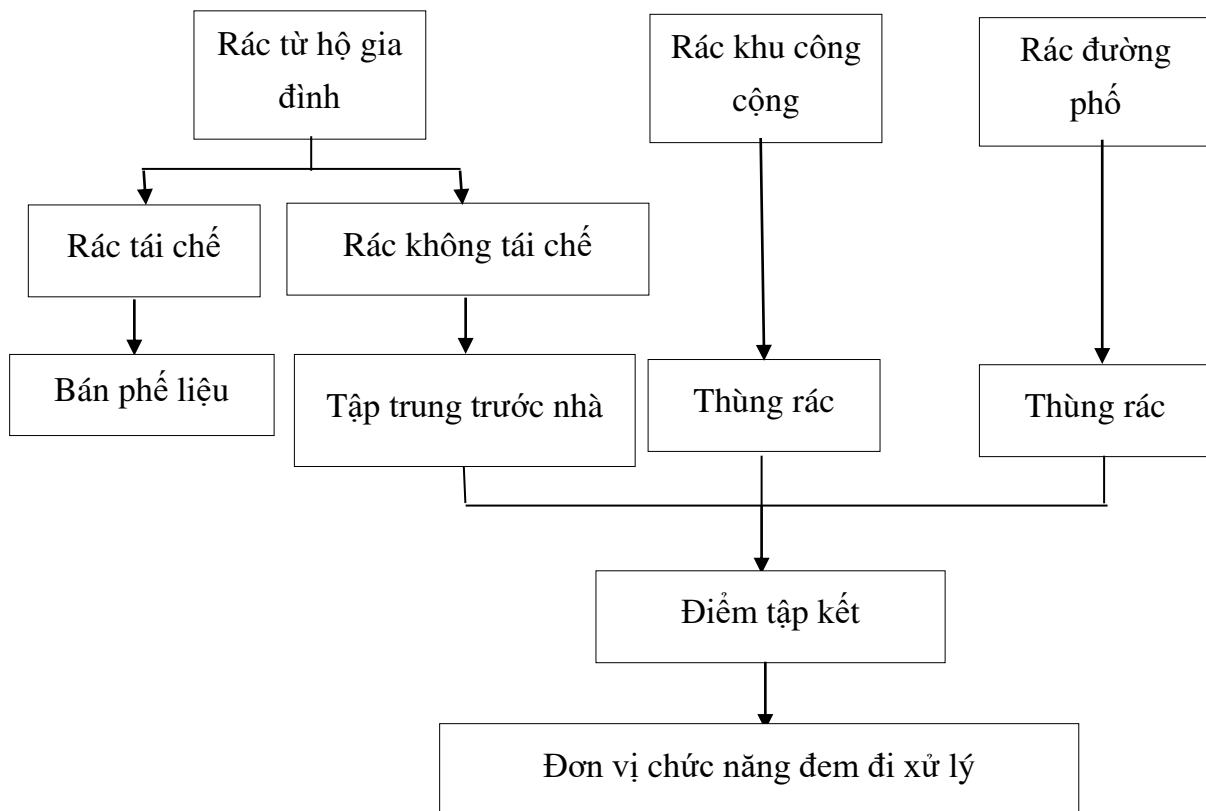 Rác từ hộ gia
đình
Rác khu công
cộng
Rác đường
phố
Rác tái chế
Rác không tái chế
Bán phế liệu
Tập trung trước nhà
Thùng rác
Thùng rác
Điểm tập kết
Đơn vị chức năng đem đi xử lý